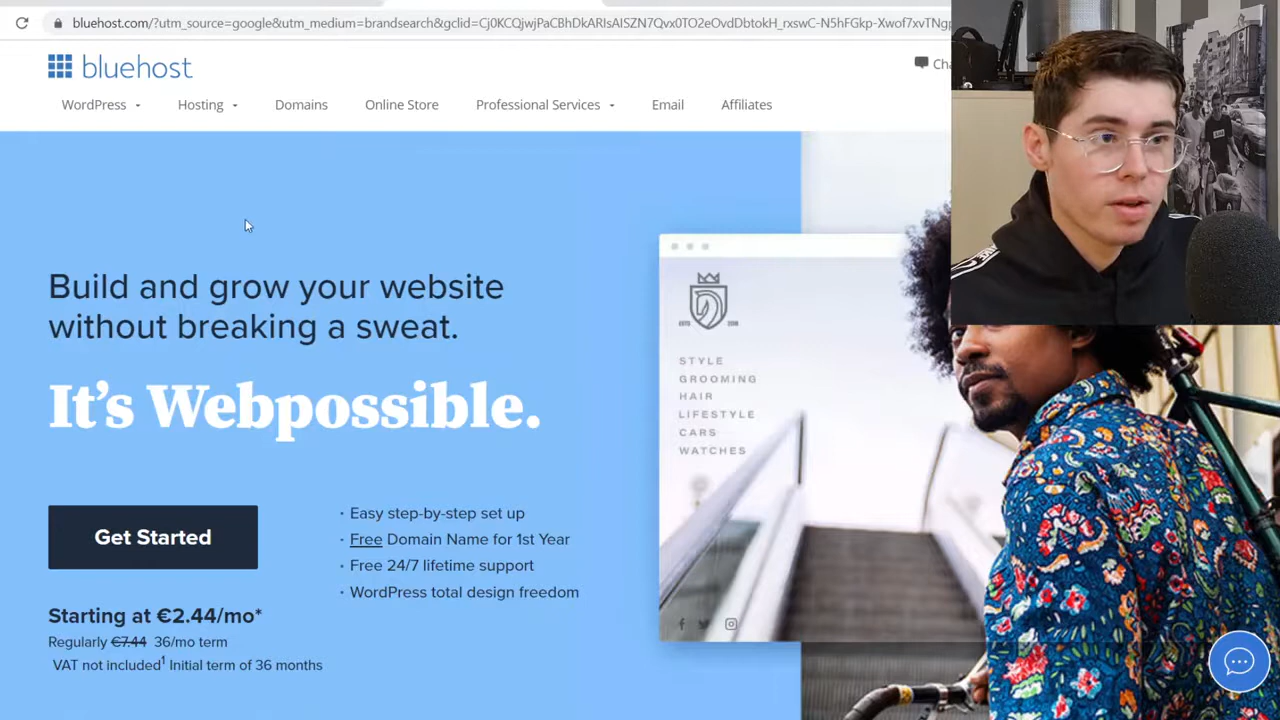 bluehost.com/?utm_source=google&utm_medium=brandsearch&gclid=
bluehost
WordPress
Hosting
Domains
Online Store
Professional Services
Email
Affiliates
Build and grow your website
without breaking a sweat.
It's Webpossible.
Get Started
· Easy step-by-step set up
· Free Domain Name for 1st Year
· Free 24/7 lifetime support
· WordPress total design freedom
Starting at €2.44/mo*
Regularly €7.44 36/mo term
VAT not included¹ Initial term of 36 months
STYLE
GROOMING
HAIR
LIFESTYLE
CARS
WATCHES